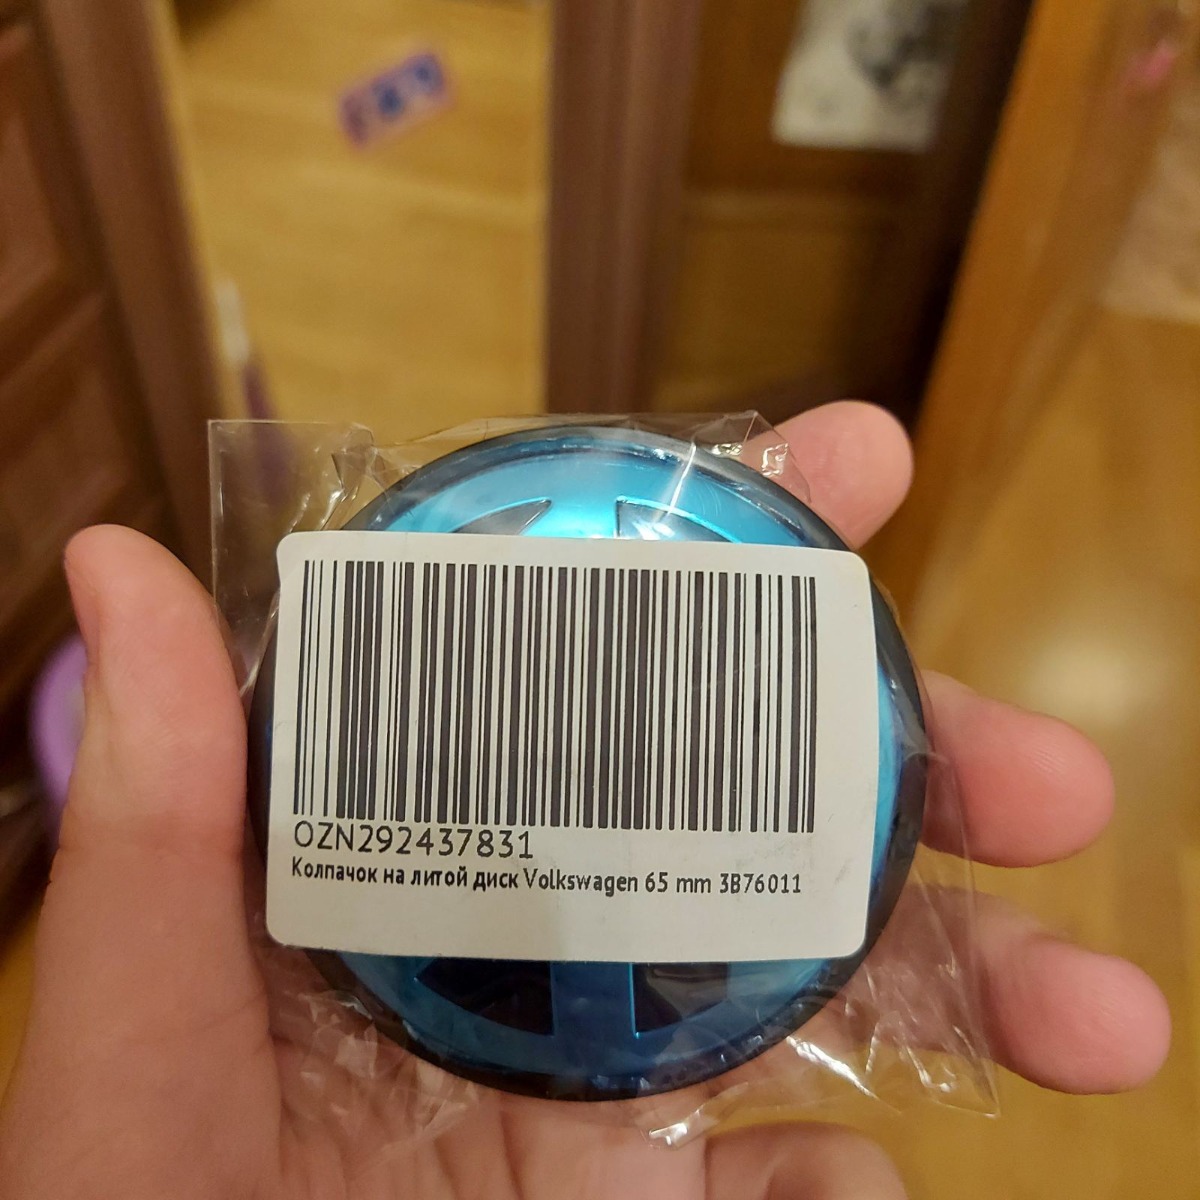 OZN292437831
Колпачок на литой диск Volkswagen 65 mm 3B76011